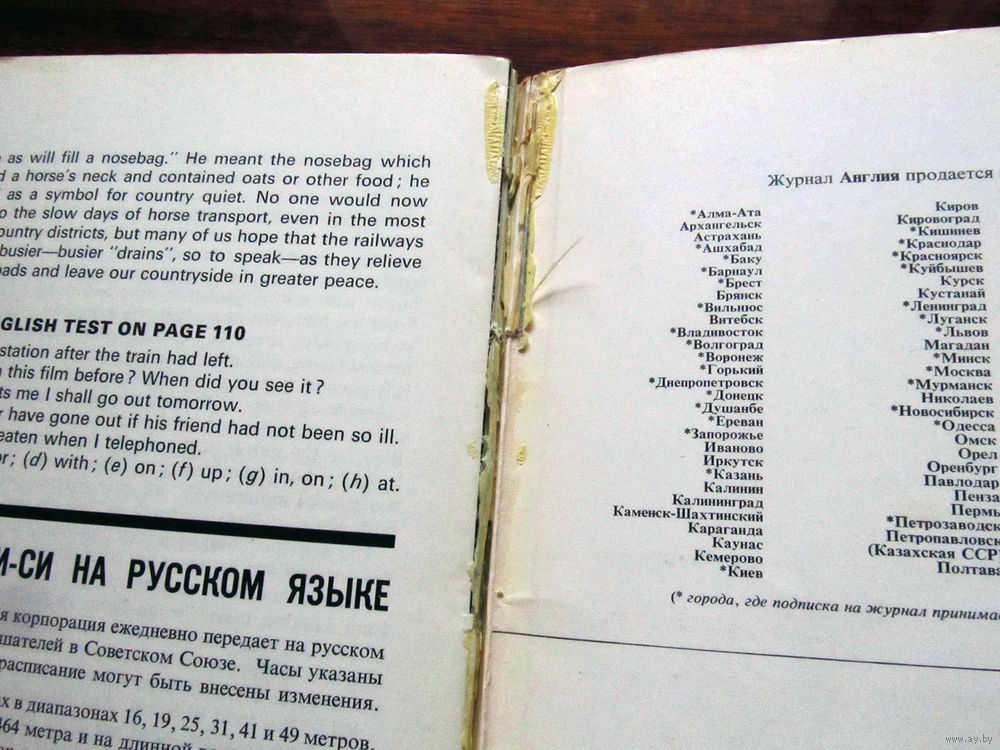 as will fill a nosebag." He meant the nosebag which
a horse's neck and contained oats or other food; he
as a symbol for country quiet. No one would now
the slow days of horse transport, even in the most
country districts, but many of us hope that the railways
busier—busier "drains", so to speak—as they relieve
and leave our countryside in greater peace.
TEST ON PAGE 110
station after the train had left.
this film before? When did you see it?
me I shall go out tomorrow.
have gone out if his friend had not been so ill.
when I telephoned.
(d) with; (e) on; (f) up; (g) in, on; (h) at.
НА РУССКОМ ЯЗЫКЕ
корпорация ежедневно передает на русском
в Советском Союзе. Часы указаны
расписание могут быть внесены изменения.
в диапазонах 16, 19, 25, 31, 41 и 49 метров,
метра и на длинной
Журнал Англия продается
*Алма-Ата
Архангельск
Астрахань
*Ашхабад
*Баку
*Барнаул
*Брест
Брянск
*Вильнюс
Витебск
*Владивосток
*Волгоград
*Воронеж
*Горький
*Днепропетровск
*Донецк
*Душанбе
*Ереван
*Запорожье
Иваново
Иркутск
*Казань
Калинин
Калининград
Каменск-Шахтинский
Караганда
Каунас
Кемерово
*Киев
Киров
Кировоград
*Кишинев
*Краснодар
*Красноярск
*Куйбышев
Курск
Кустанай
*Ленинград
*Луганск
*Львов
Магадан
*Минск
*Москва
*Мурманск
Николаев
*Новосибирск
*Одесса
Омск
Орел
Оренбург
Павлодар
Пенза
Пермь
*Петрозаводск
Петропавловск
(Казахская ССР)
Полтава
(* города, где подписка на журнал
www.ay.by